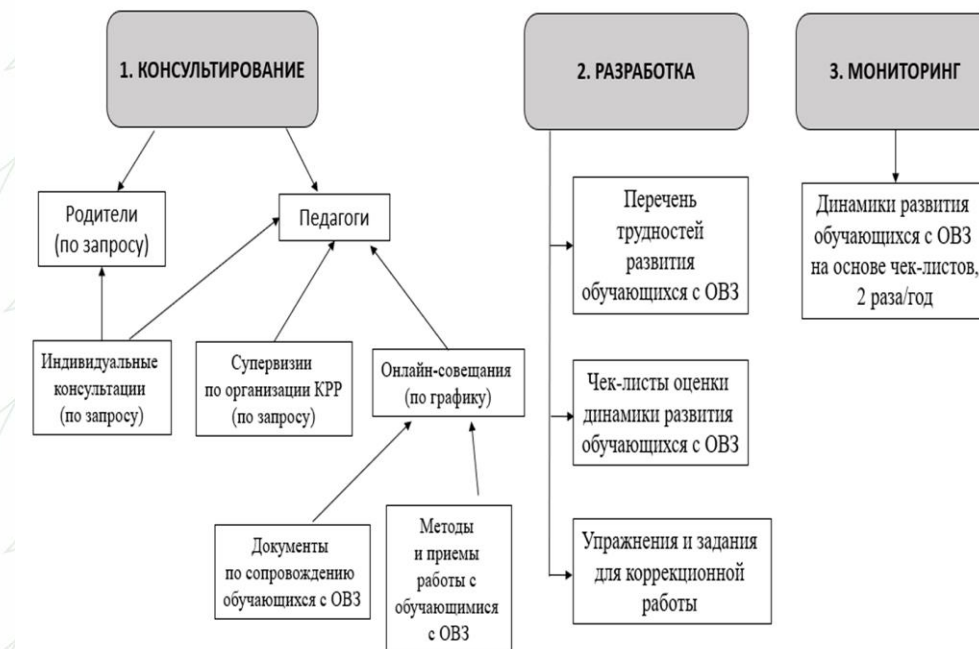 1. КОНСУЛЬТИРОВАНИЕ
2. РАЗРАБОТКА
3. МОНИТОРИНГ
Родители
(по запросу)
Педагоги
Индивидуальные
консультации
(по запросу)
Супервизии
по организации КРР
(по запросу)
Онлайн-совещания
(по графику)
Документы
по сопровождению
обучающихся с ОВЗ
Методы
и приемы
работы с
обучающимися
с ОВЗ
Перечень
трудностей
развития
обучающихся с ОВЗ
Чек-листы оценки
динамики развития
обучающихся с ОВЗ
Упражнения и задания
для коррекционной
работы
Динамики развития
обучающихся с ОВЗ
на основе чек-листов,
2 раза/год